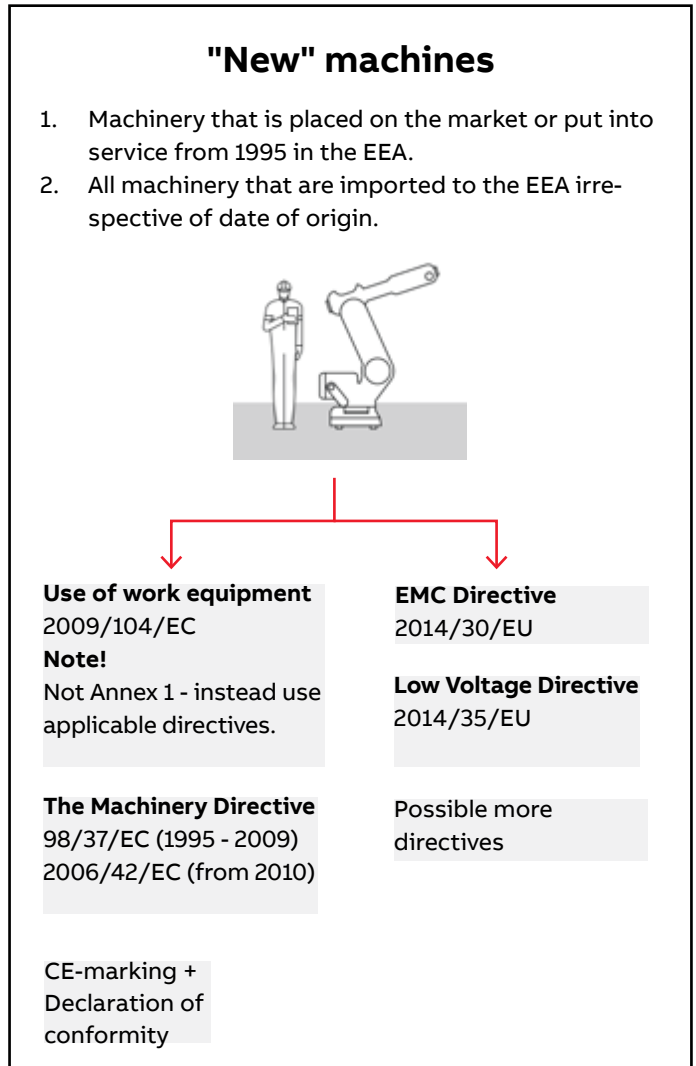 "New" machines
1. Machinery that is placed on the market or put into
service from 1995 in the EEA.
2. All machinery that are imported to the EEA irre-
spective of date of origin.
Use of work equipment
2009/104/EC
Note!
Not Annex 1 - instead use
applicable directives.
The Machinery Directive
98/37/EC (1995 - 2009)
2006/42/EC (from 2010)
CE-marking +
Declaration of
conformity
EMC Directive
2014/30/EU
Low Voltage Directive
2014/35/EU
Possible more
directives